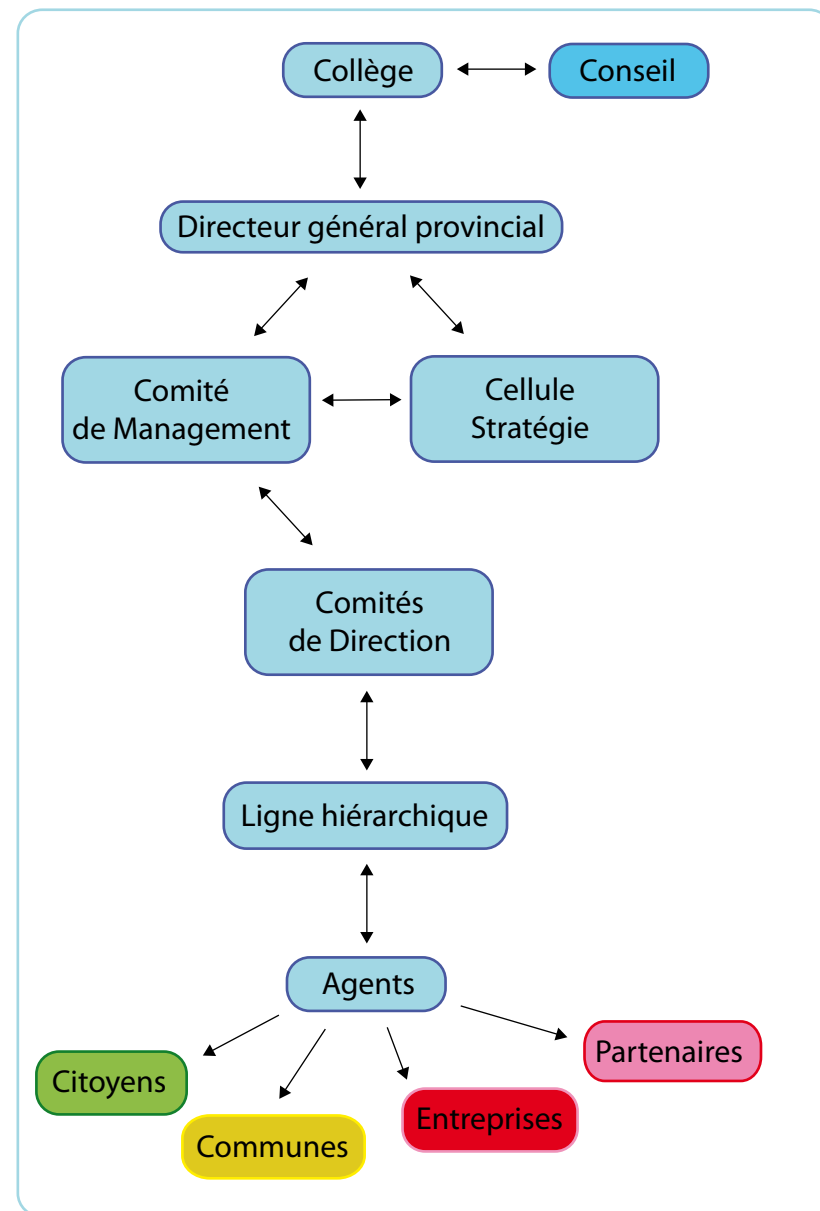 Collège
Conseil
Directeur général provincial
Comité
de Management
Cellule
Stratégie
Comités
de Direction
Ligne hiérarchique
Agents
Partenaires
Citoyens
Entreprises
Communes